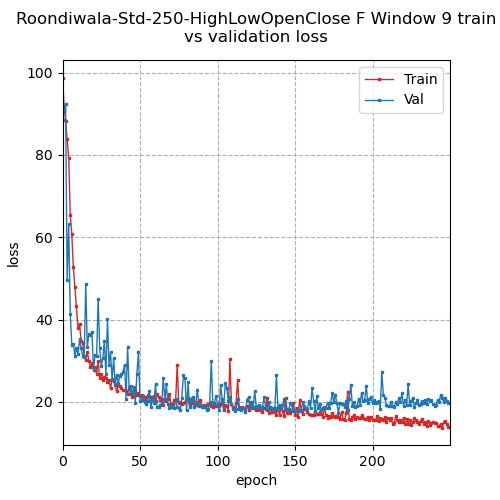 Roondiwala-Std-250-HighLowOpenClose F Window 9 train
vs validation loss
100
80
60
40
20
loss
Train
Val
0
50
100
150
200
epoch